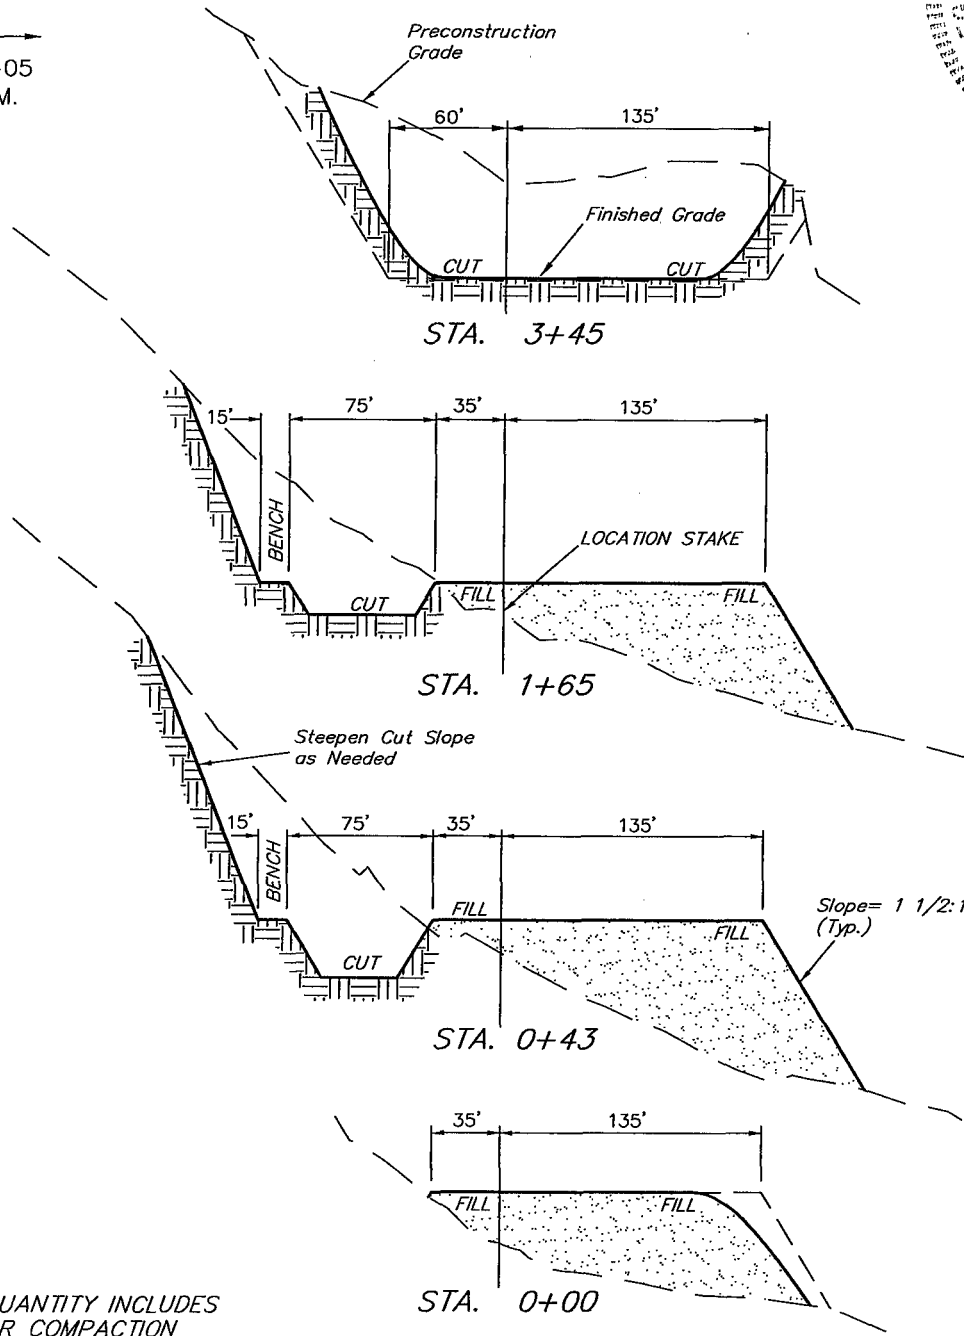 -05
M.
Preconstruction
Grade
60'
135'
Finished Grade
CUT
CUT
STA. 3+45
15'
75'
35'
135'
BENCH
LOCATION STAKE
CUT
FILL
FILL
STA. 1+65
Steepen Cut Slope
as Needed
15'
75'
35'
135'
BENCH
FILL
FILL
Slope= 1 1/2:1
(Typ.)
CUT
STA. 0+43
35'
135'
FILL
FILL
STA. 0+00
UANTITY INCLUDES
R COMPACTION